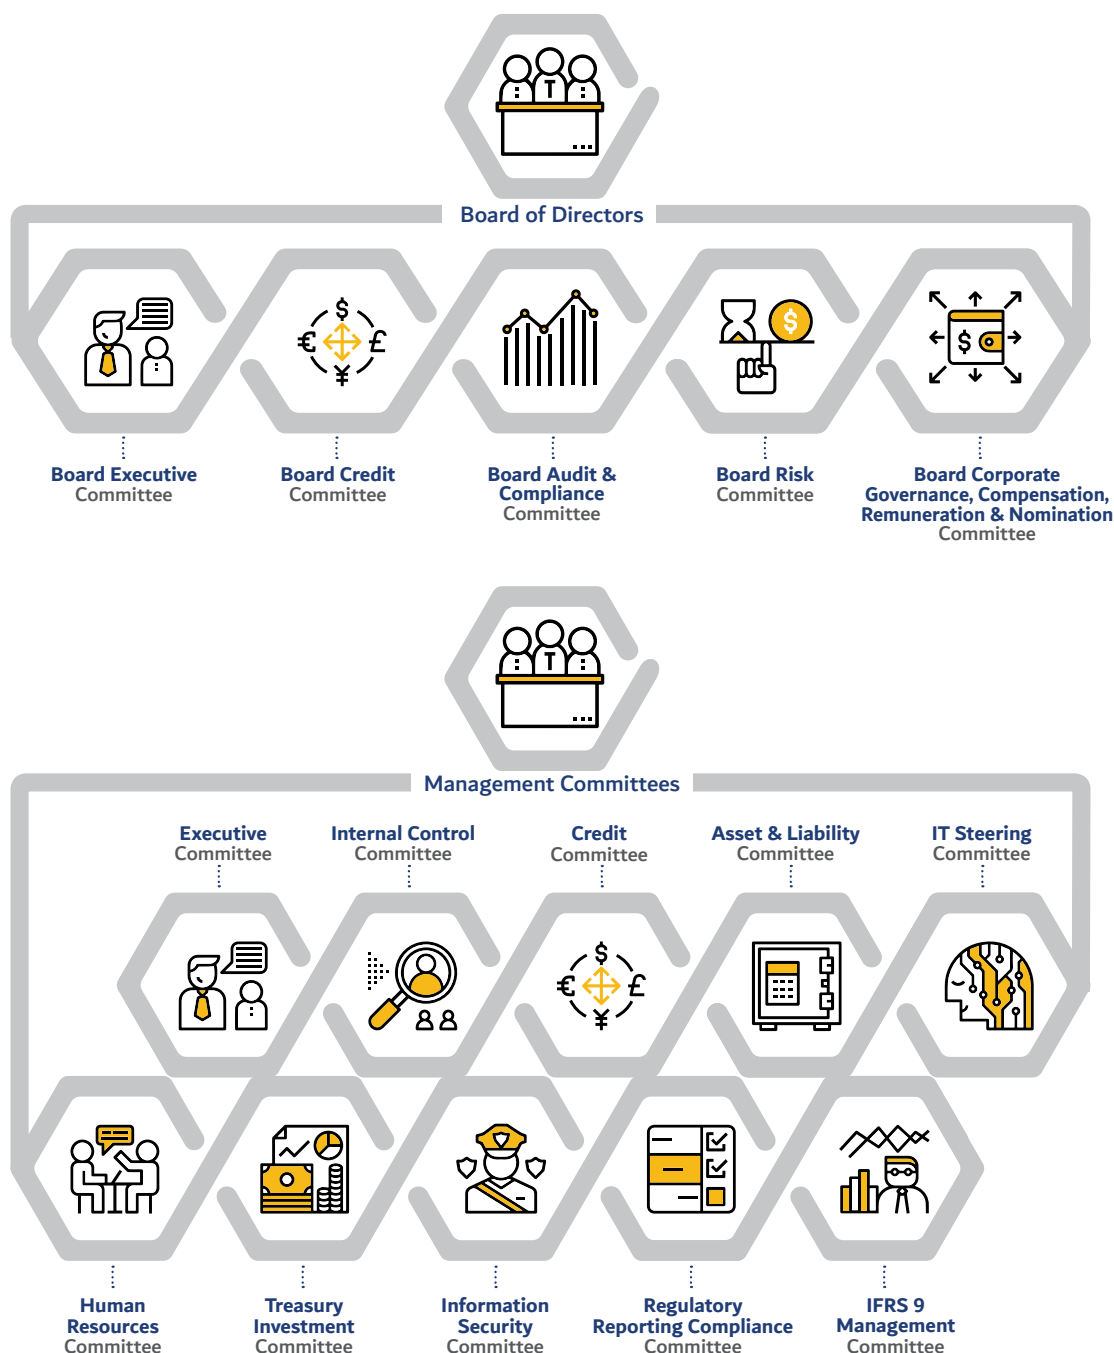 Board of Directors
Board Executive
Committee
Board Credit
Committee
Board Audit &
Compliance
Committee
Board Risk
Committee
Board Corporate
Governance, Compensation,
Remuneration & Nomination
Committee
Management Committees
Executive
Committee
Internal Control
Committee
Credit
Committee
Asset & Liability
Committee
IT Steering
Committee
Human
Resources
Committee
Treasury
Investment
Committee
Information
Security
Committee
Regulatory
Reporting Compliance
Committee
IFRS 9
Management
Committee